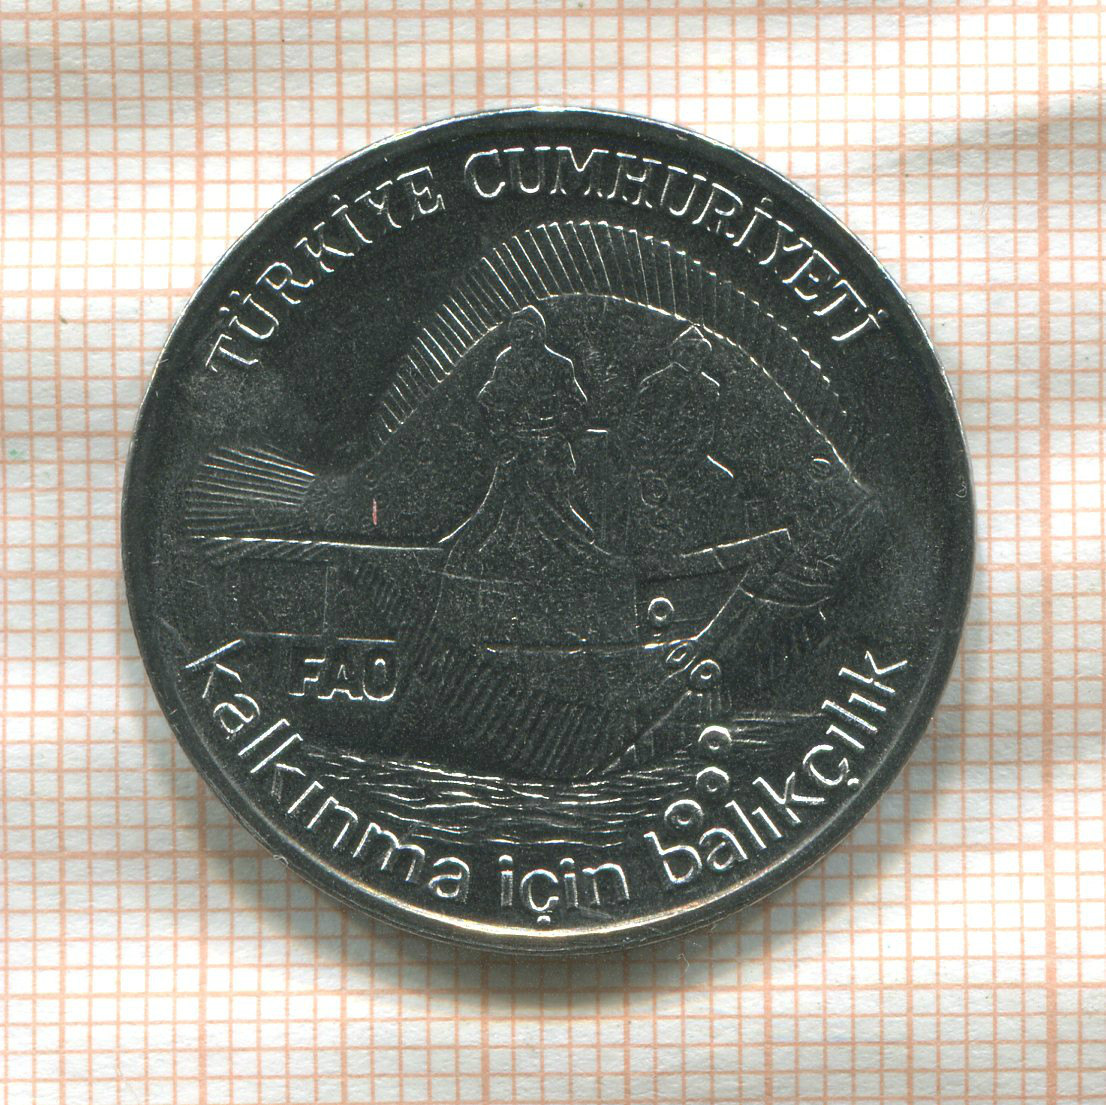 TÜRKİYE CUMHURİYETİ
FAO
kalkınma için balıkçılık